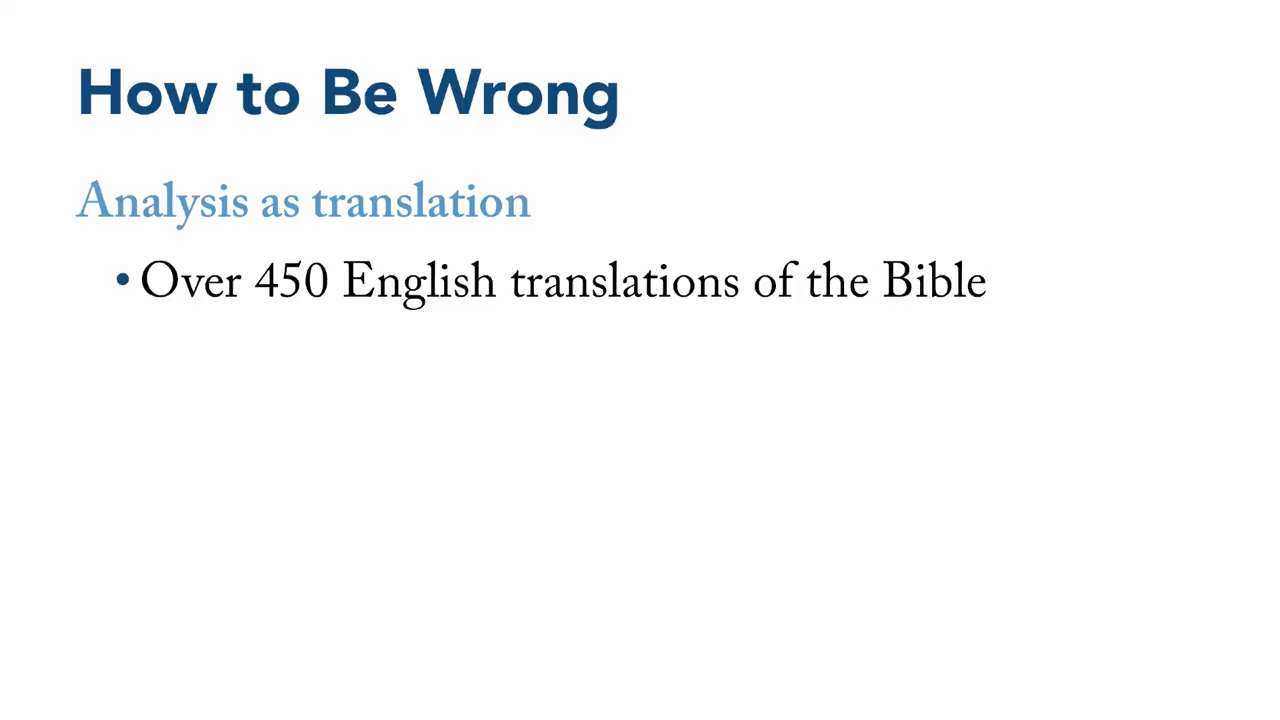 How to Be Wrong
Analysis as translation
• Over 450 English translations of the Bible